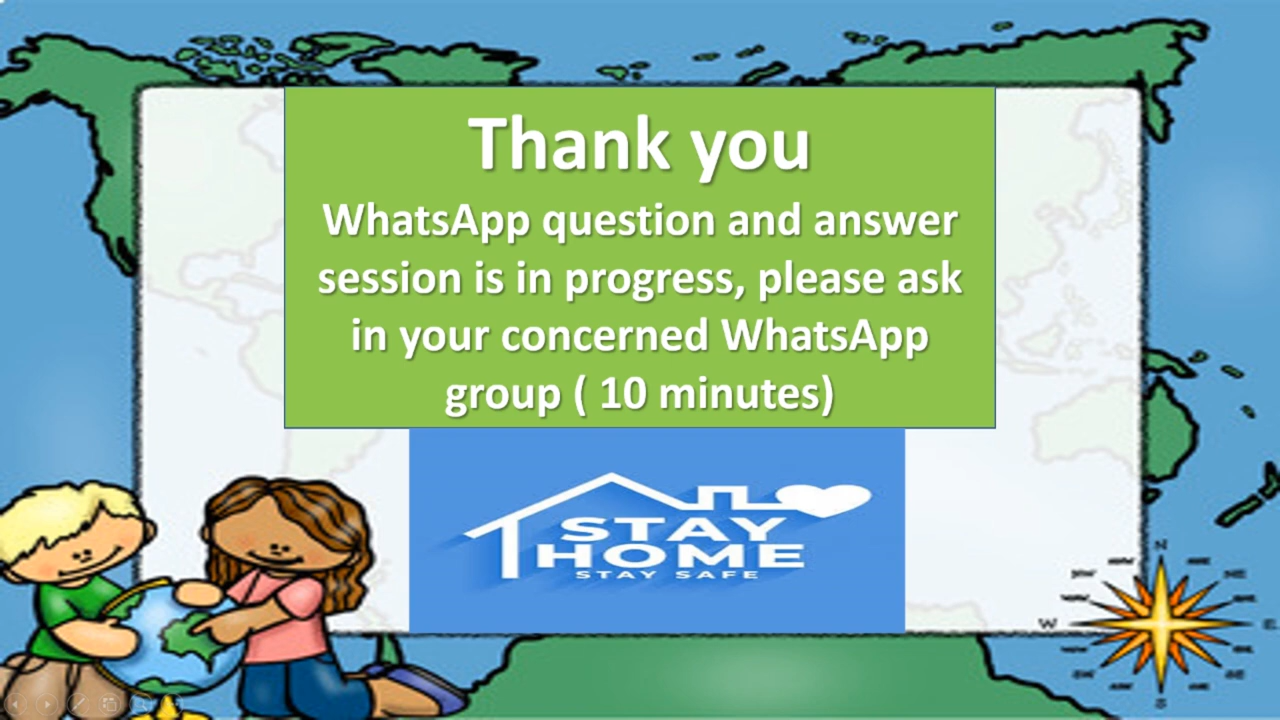 Thank you
WhatsApp question and answer
session is in progress, please ask
in your concerned WhatsApp
group ( 10 minutes)
STAY
HOME
STAY SAFE
N
NE
W
E
S